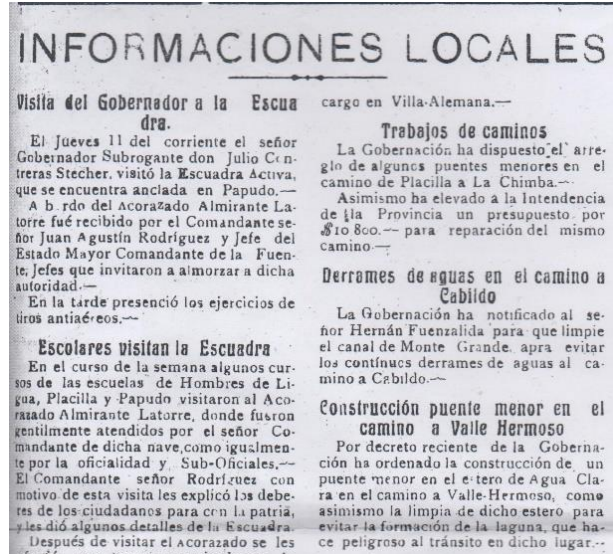 INFORMACIONES LOCALES
Visita del Gobernador a la Escua
dra.
El Jueves 11 del corriente el señor
Gobernador Subrogante don Julio Con
treras Stecher, visitó la Escuadra Activa,
que se encuentra anclada en Papudo.—
A bordo del Acorazado Almirante La-
torre fué recibido por el Comandante se-
ñor Juan Agustín Rodríguez y Jefe del
Estado Mayor Comandante de la Fuen-
te, Jefes que invitaron a almorzar a dicha
autoridad.—
En la tarde presenció los ejercicios de
tiros antiaéreos.—
Escolares visitan la Escuadra
En el curso de la semana algunos cur-
sos de las escuelas de Hombres de Li-
gua, Placilla y Papudo visitaron al Aco-
razado Almirante Latorre, donde fueron
gentilmente atendidos por el señor Co-
mandante de dicha nave, como igualmen-
te por la oficialidad y Sub-Oficiales.—
El Comandante señor Rodríguez con
motivo de esta visita les explicó los debe-
res de los ciudadanos para con la patria,
y les dió algunos detalles de la Escuadra.
Después de visitar el Acorazado se les
cargo en Villa-Alemana.—
Trabajos de caminos
La Gobernación ha dispuesto el arre-
glo de algunos puentes menores en el
camino de Placilla a La Chimba.—
Asimismo ha elevado a la Intendencia
de la Provincia un presupuesto por
$10 800.— para reparación del mismo
camino.—
Derrames de aguas en el camino a
Cabildo
La Gobernación ha notificado al se-
ñor Hernán Fuenzalida para que limpie
el canal de Monte Grande, apra evitar
los contínucs derrames de aguas al ca-
mino a Cabildo.—
Construcción puente menor en el
camino a Valle Hermoso
Por decreto reciente de la Goberna-
ción ha ordenado la construcción de un
puente menor en el estero de Agua Cla-
ra en el camino a Valle-Hermoso, como
asimismo la limpia de dicho estero para
evitar la formación de la laguna, que ha-
ce peligroso al tránsito en dicho lugar.—